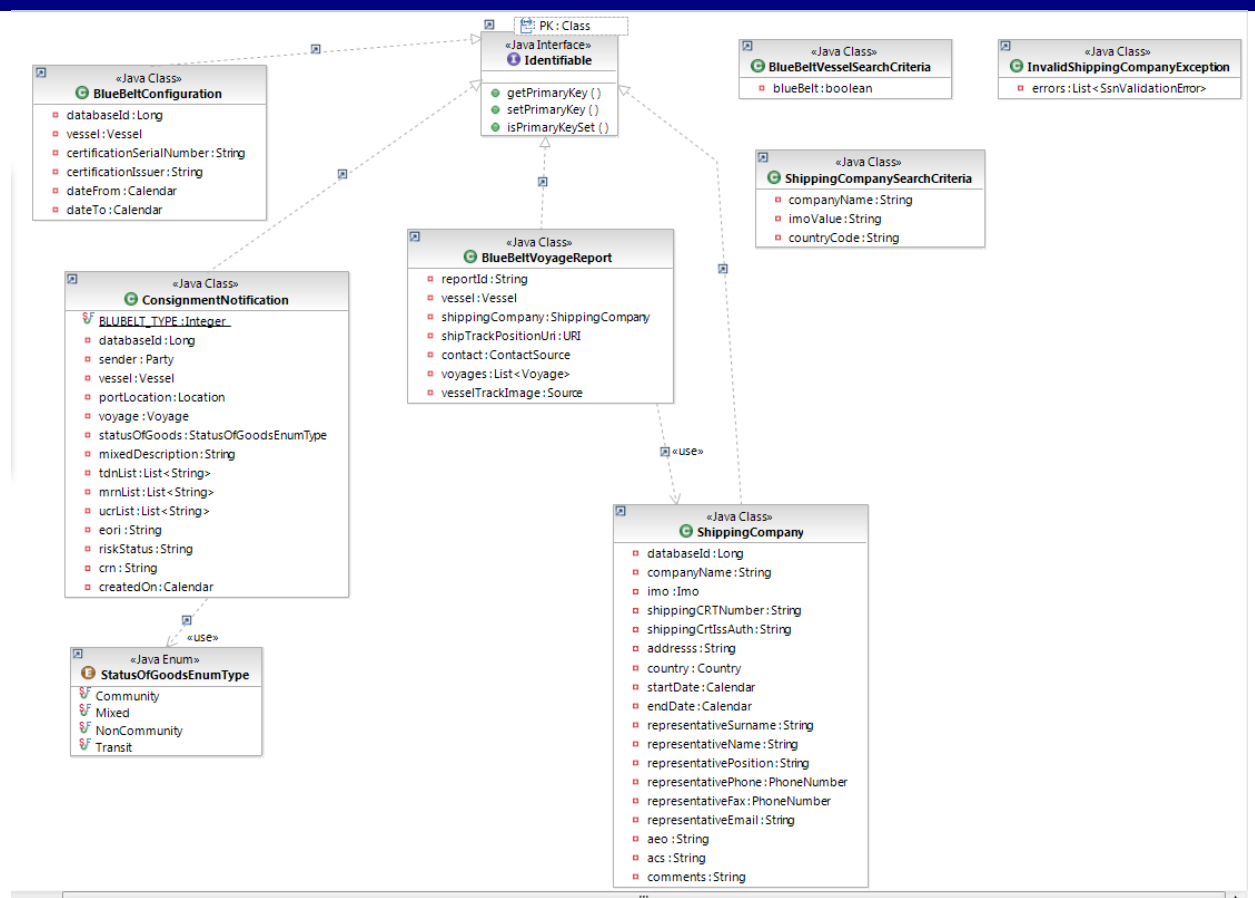 PK : Class
«Java Interface»
Identifiable
getPrimaryKey ( )
setPrimaryKey ( )
isPrimaryKeySet ( )
«Java Class»
BlueBeltVesselSearchCriteria
blueBelt : boolean
«Java Class»
InvalidShippingCompanyException
errors : List<SsnValidationError>
«Java Class»
BlueBeltConfiguration
databaseId : Long
vessel : Vessel
certificationSerialNumber : String
certificationIssuer : String
dateFrom : Calendar
dateTo : Calendar
«Java Class»
ShippingCompanySearchCriteria
companyName : String
imoValue : String
countryCode : String
«Java Class»
BlueBeltVoyageReport
reportId : String
vessel : Vessel
shippingCompany : ShippingCompany
shipTrackPositionUri : URI
contact : ContactSource
voyages : List<Voyage>
vesselTrackImage : Source
«Java Class»
ConsignmentNotification
BLUBELT_TYPE : Integer
databaseId : Long
sender : Party
vessel : Vessel
portLocation : Location
voyage : Voyage
statusOfGoods : StatusOfGoodsEnumType
mixedDescription : String
tdnList : List<String>
mrnList : List<String>
ucrList : List<String>
eori : String
riskStatus : String
crn : String
createdOn : Calendar
«use»
«use»
«Java Enum»
StatusOfGoodsEnumType
Community
Mixed
NonCommunity
Transit
«Java Class»
ShippingCompany
databaseId : Long
companyName : String
imo : Imo
shippingCRTNumber : String
shippingCrtIssAuth : String
addresss : String
country : Country
startDate : Calendar
endDate : Calendar
representativeSurname : String
representativeName : String
representativePosition : String
representativePhone : PhoneNumber
representativeFax : PhoneNumber
representativeEmail : String
aeo : String
acs : String
comments : String